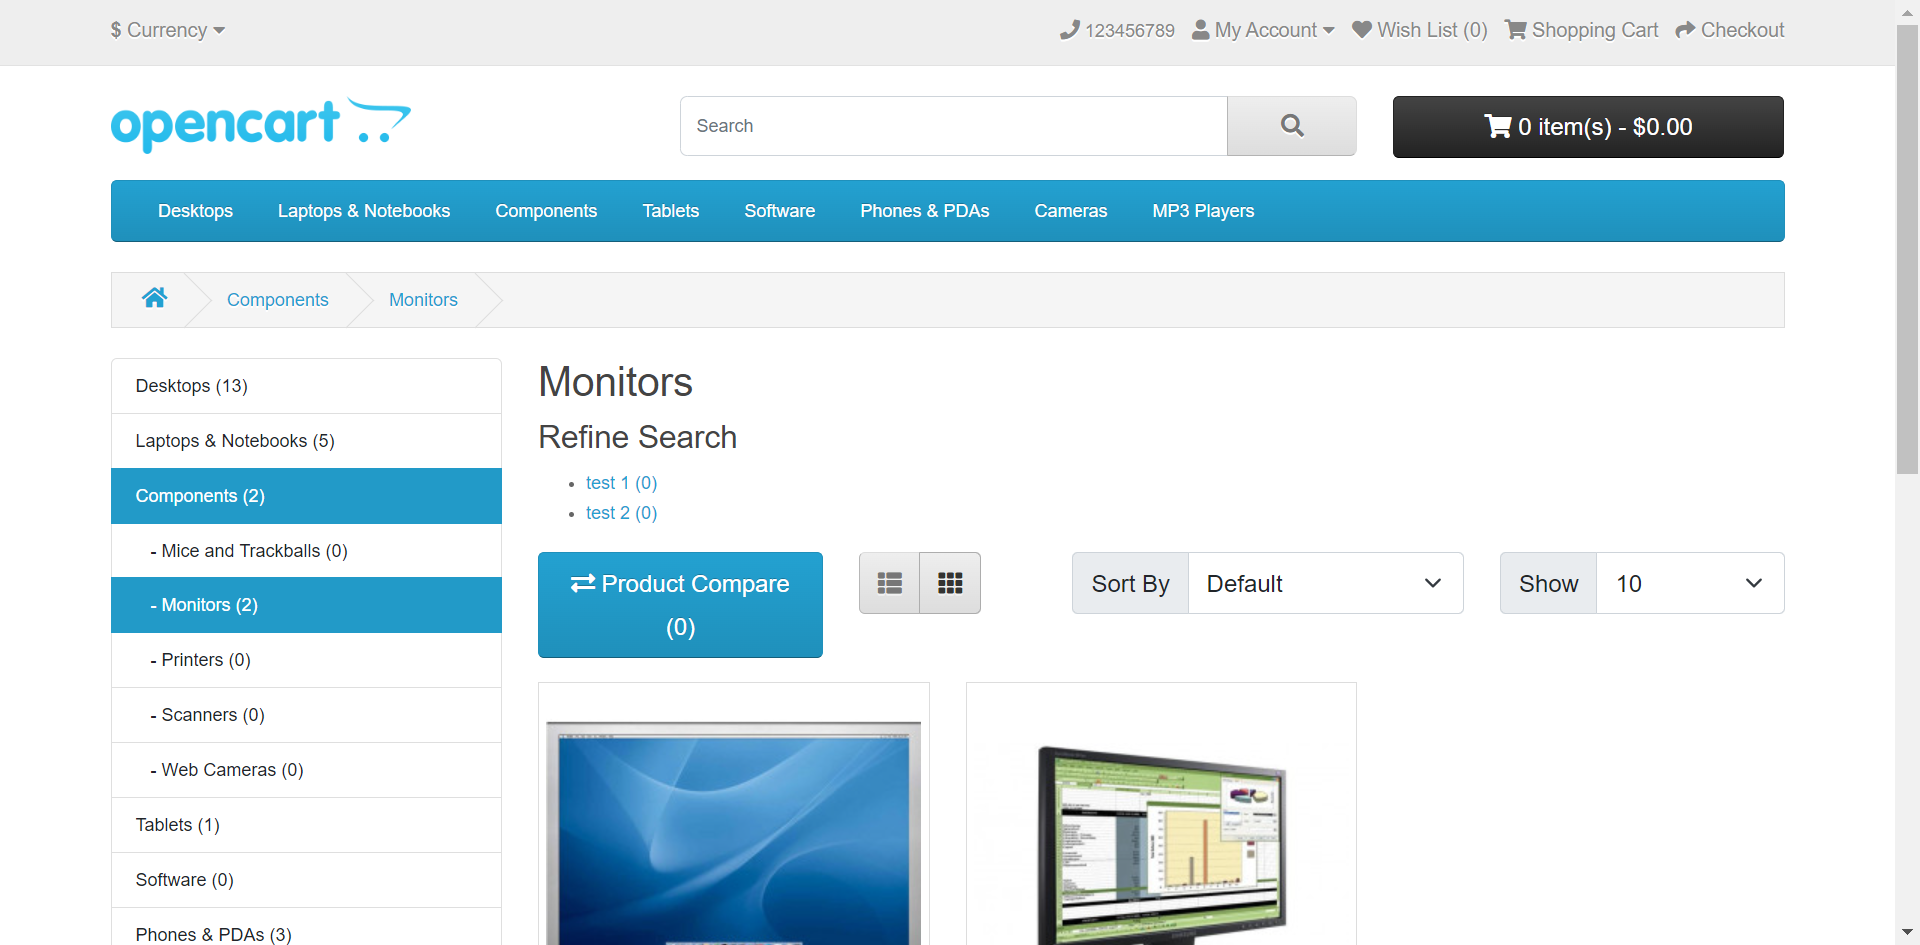 $ Currency
123456789
My Account
Wish List (0)
Shopping Cart
Checkout
opencart
Search
0 item(s) - $0.00
Desktops
Laptops & Notebooks
Components
Tablets
Software
Phones & PDAs
Cameras
MP3 Players
Components
Monitors
Desktops (13)
Laptops & Notebooks (5)
Components (2)
- Mice and Trackballs (0)
- Monitors (2)
- Printers (0)
- Scanners (0)
- Web Cameras (0)
Tablets (1)
Software (0)
Phones & PDAs (3)
Monitors
Refine Search
test 1 (0)
test 2 (0)
Product Compare
(0)
Sort By
Default
Show
10